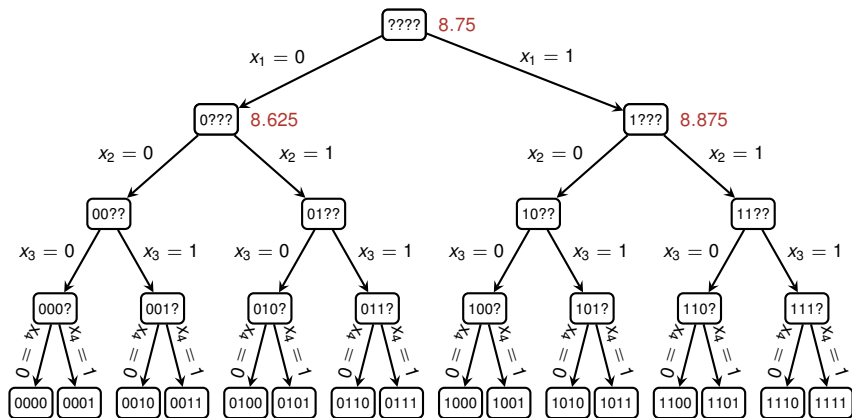 ???? 8.75
x₁ = 0 x₁ = 1
0??? 8.625 1??? 8.875
x₂ = 0 x₂ = 1 x₂ = 0 x₂ = 1
00?? 01?? 10?? 11??
x₃ = 0 x₃ = 1 x₃ = 0 x₃ = 1 x₃ = 0 x₃ = 1 x₃ = 0 x₃ = 1
000? 001? 010? 011? 100? 101? 110? 111?
x₄ = 0 x₄ = 1 x₄ = 0 x₄ = 1 x₄ = 0 x₄ = 1 x₄ = 0 x₄ = 1 x₄ = 0 x₄ = 1 x₄ = 0 x₄ = 1 x₄ = 0 x₄ = 1 x₄ = 0 x₄ = 1
0000 0001 0010 0011 0100 0101 0110 0111 1000 1001 1010 1011 1100 1101 1110 1111